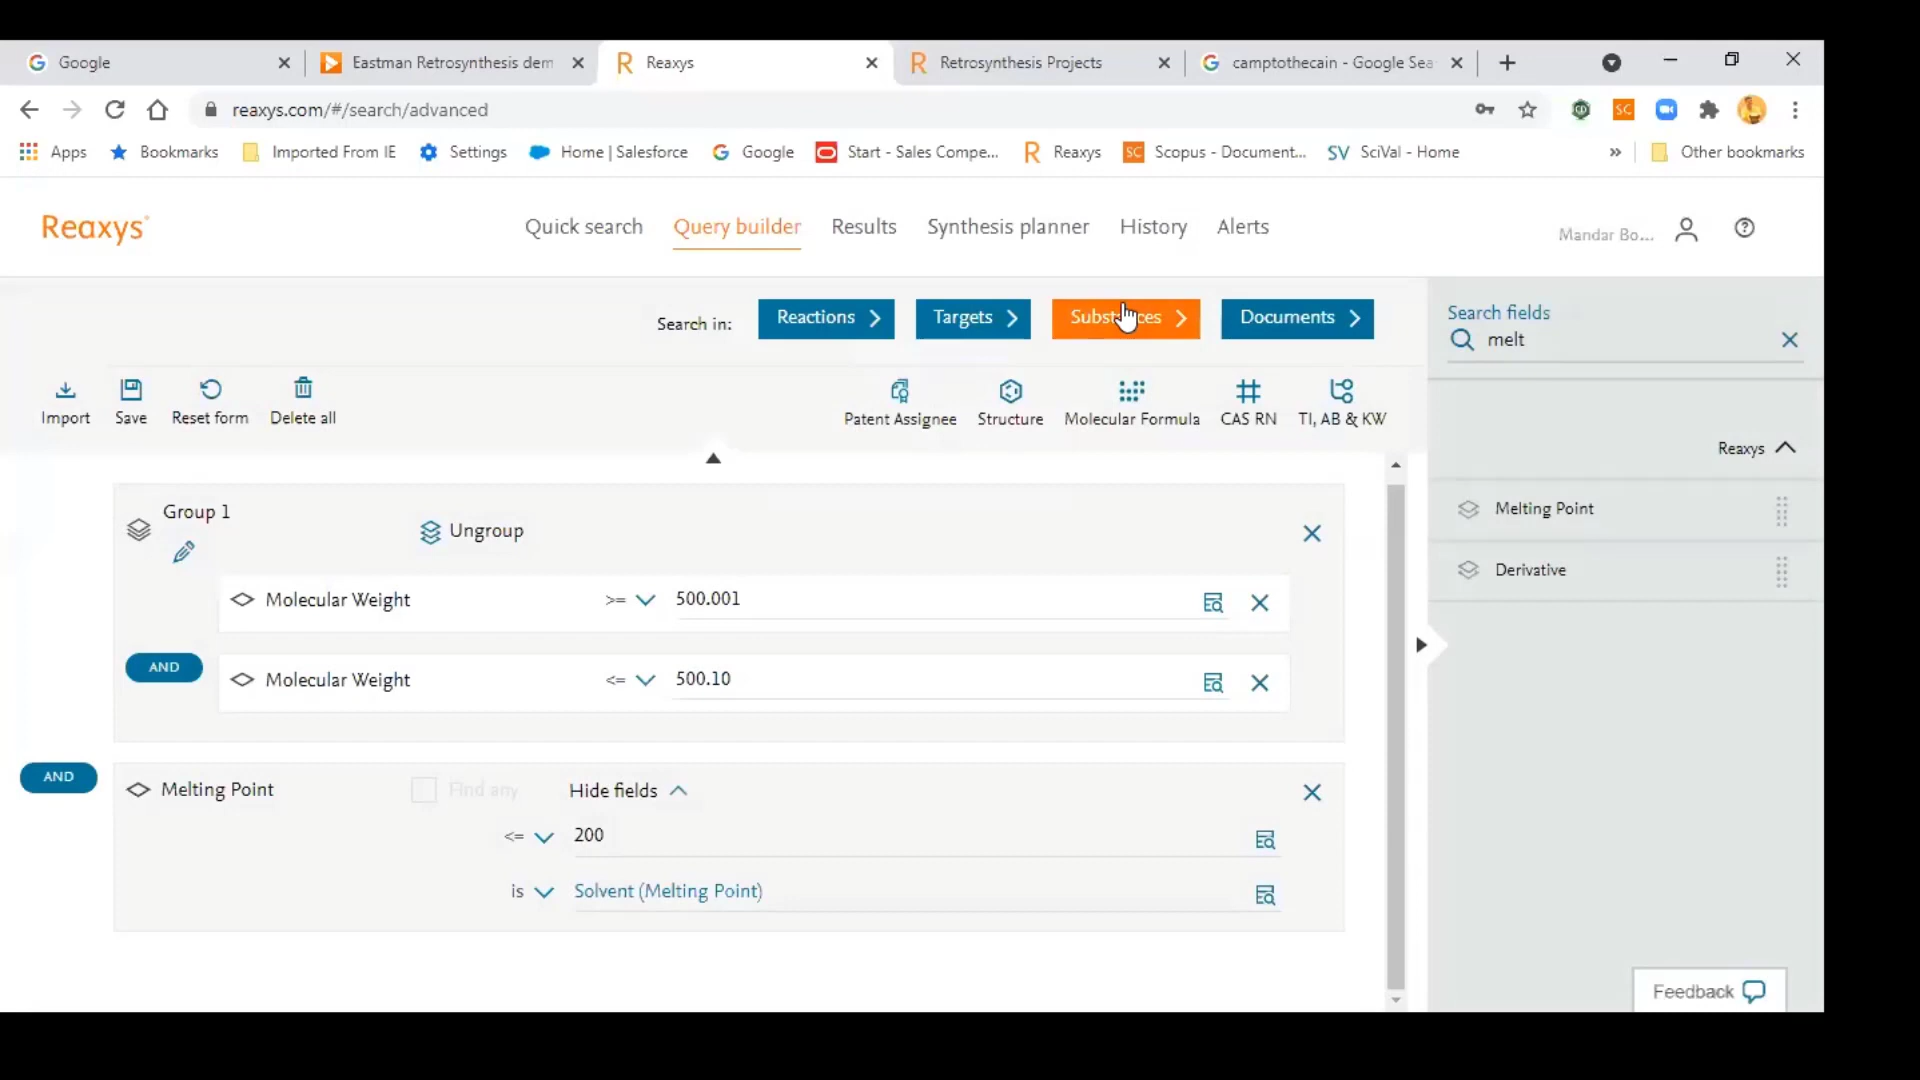 Google
Eastman Retrosynthesis dem
Reaxys
Retrosynthesis Projects
camptothecain - Google Sea
reaxys.com/#/search/advanced
Apps
Bookmarks
Imported From IE
Settings
Home | Salesforce
Google
Start - Sales Compe...
Reaxys
SC
Scopus - Document...
SV
SciVal - Home
»
Other bookmarks
Reaxys®
Quick search
Query builder
Results
Synthesis planner
History
Alerts
Mandar Bo...
Search in:
Reactions
Targets
Substances
Documents
Search fields
melt
Import
Save
Reset form
Delete all
Patent Assignee
Structure
Molecular Formula
CAS RN
TI, AB & KW
Reaxys
Melting Point
Derivative
Group 1
Ungroup
Molecular Weight >= 500.001
AND
Molecular Weight <= 500.10
AND
Melting Point
Find any
Hide fields
<= 200
is Solvent (Melting Point)
Feedback